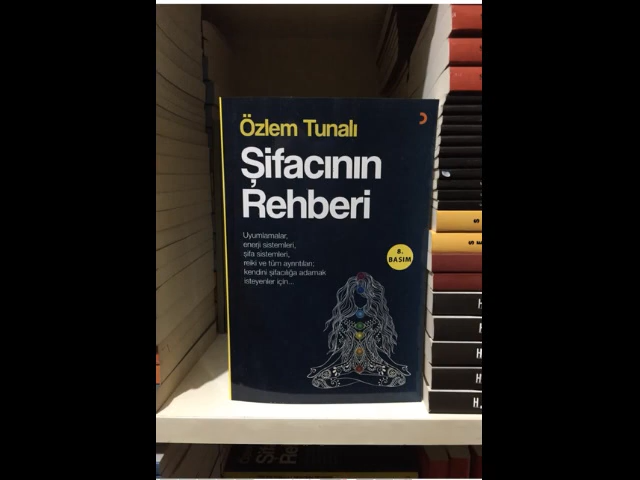 Özlem Tunalı
Şifacının
Rehberi
Uyumlamalar,
enerji sistemleri,
şifa sistemleri,
reiki ve tüm ayrıntıları;
kendini şifacılığa adamak
isteyenler için...
8.
BASIM